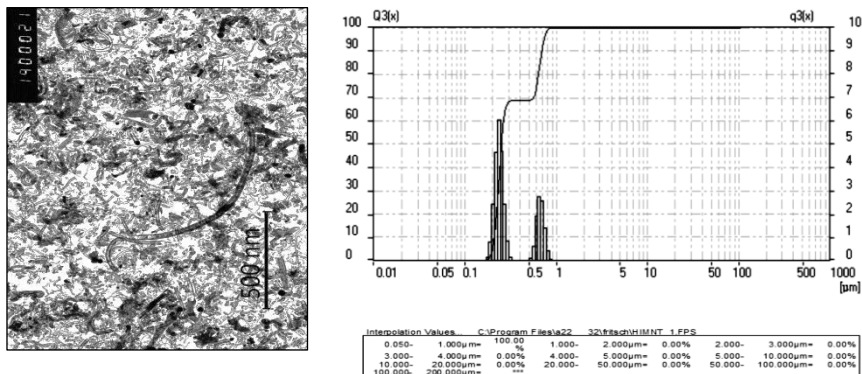 1900021
500 nm
Q3(x) q3(x)
100 10
90 9
80 8
70 7
60 6
50 5
40 4
30 3
20 2
10 1
0 0
0.01 0.05 0.1 0.5 1 5 10 50 100 500 1000
[µm]
Interpolation Values... C:\Program Files\a22___32\fritsch\HIMNT_1.FPS
0.050- 1.000µm= 100.00 % 1.000- 2.000µm= 0.00% 2.000- 3.000µm= 0.00%
3.000- 4.000µm= 0.00% 4.000- 5.000µm= 0.00% 5.000- 10.000µm= 0.00%
10.000- 20.000µm= 0.00% 20.000- 50.000µm= 0.00% 50.000- 100.000µm= 0.00%
100.000- 200.000µm= ***